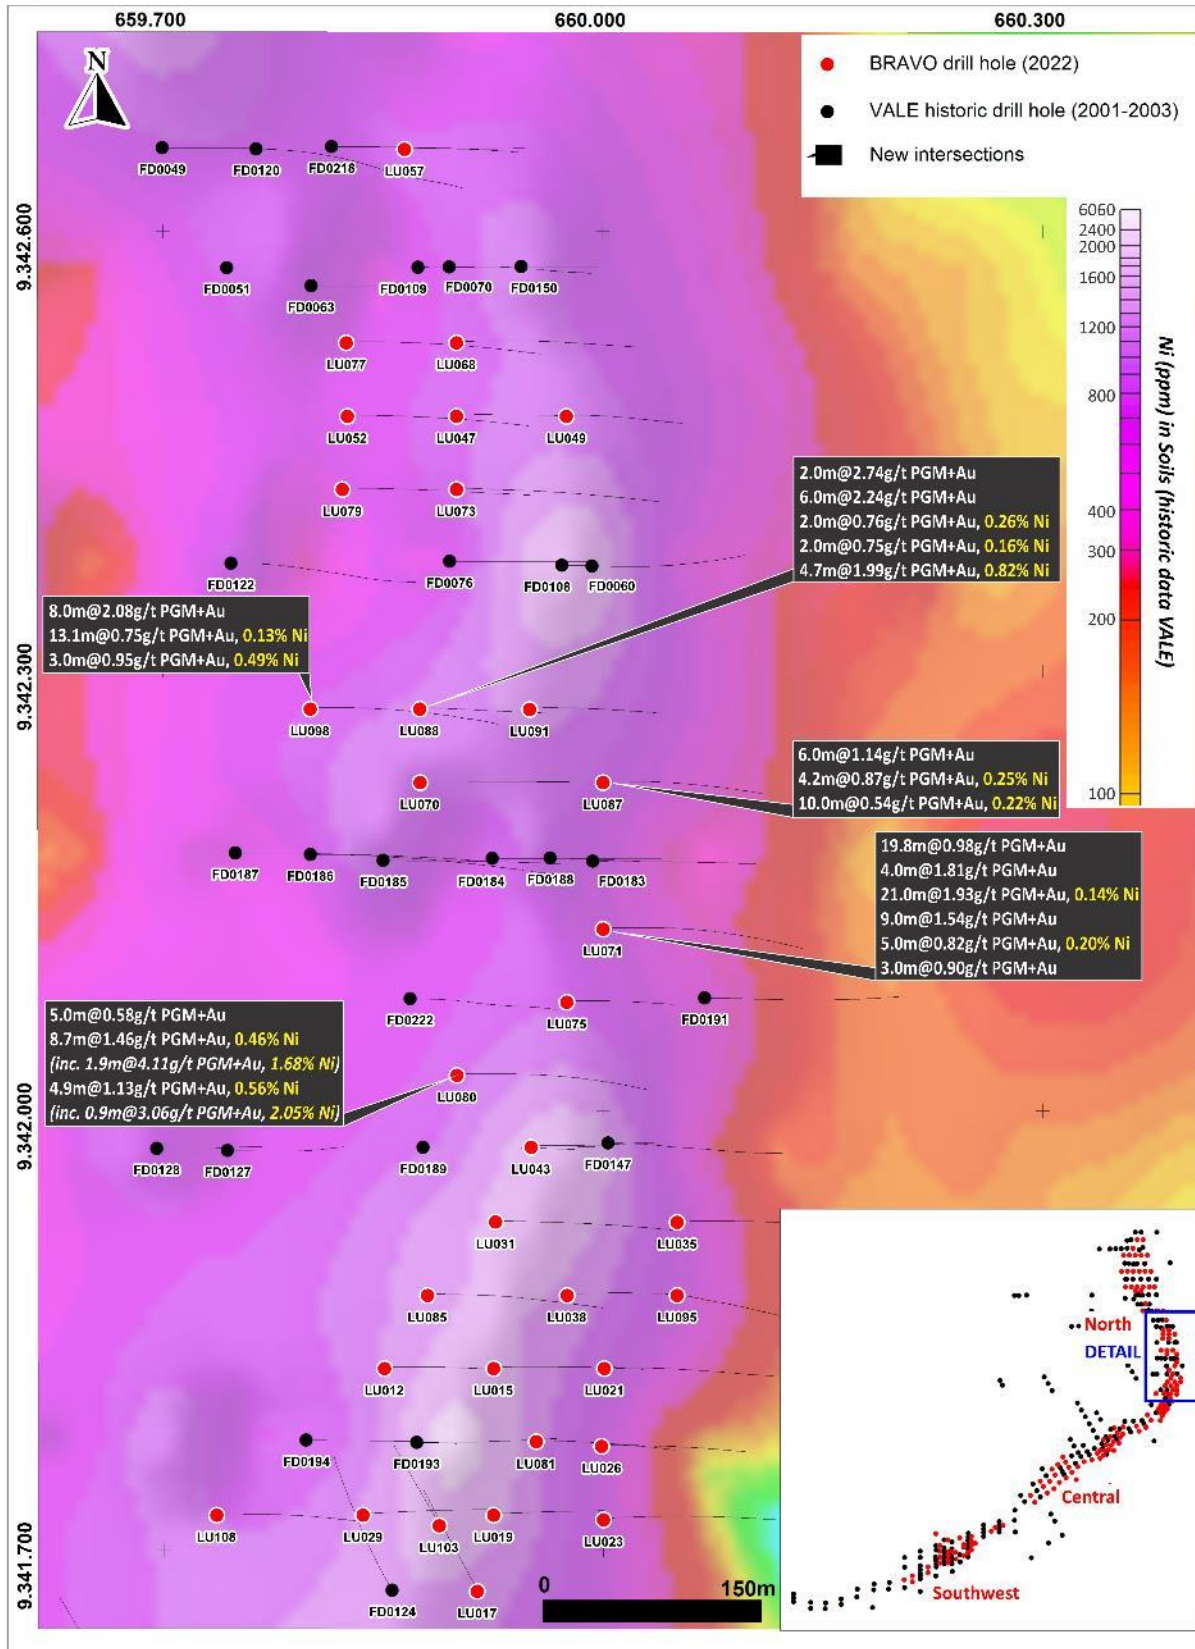 659.700 660.000 660.300
N
BRAVO drill hole (2022)
VALE historic drill hole (2001-2003)
New intersections
FD0049 FD0120 FD0218 LU057
9.342.600
6060
2400
2000
1600
1200
800
400
300
200
100
Ni (ppm) in Soils (historic data VALE)
FD0051 FD0063 FD0109 FD0070 FD0150
LU077 LU068
LU052 LU047 LU049
LU079 LU073
2.0m@2.74g/t PGM+Au
6.0m@2.24g/t PGM+Au
2.0m@0.76g/t PGM+Au, 0.26% Ni
2.0m@0.75g/t PGM+Au, 0.16% Ni
4.7m@1.99g/t PGM+Au, 0.82% Ni
FD0122 FD0076 FD0108 FD0060
8.0m@2.08g/t PGM+Au
13.1m@0.75g/t PGM+Au, 0.13% Ni
3.0m@0.95g/t PGM+Au, 0.49% Ni
9.342.300
LU098 LU088 LU091
6.0m@1.14g/t PGM+Au
4.2m@0.87g/t PGM+Au, 0.25% Ni
10.0m@0.54g/t PGM+Au, 0.22% Ni
LU070 LU087
FD0187 FD0186 FD0185 FD0184 FD0188 FD0183
19.8m@0.98g/t PGM+Au
4.0m@1.81g/t PGM+Au
21.0m@1.93g/t PGM+Au, 0.14% Ni
9.0m@1.54g/t PGM+Au
5.0m@0.82g/t PGM+Au, 0.20% Ni
3.0m@0.90g/t PGM+Au
LU071
FD0222 LU075 FD0191
5.0m@0.58g/t PGM+Au
8.7m@1.46g/t PGM+Au, 0.46% Ni
(inc. 1.9m@4.11g/t PGM+Au, 1.68% Ni)
4.9m@1.13g/t PGM+Au, 0.56% Ni
(inc. 0.9m@3.06g/t PGM+Au, 2.05% Ni)
LU080
9.342.000
FD0128 FD0127 FD0189 LU043 FD0147
LU031 LU035
LU085 LU038 LU095
LU012 LU015 LU021
FD0194 FD0193 LU081 LU026
LU108 LU029 LU103 LU019 LU023
9.341.700
FD0124 LU017
0 150m
North
DETAIL
Central
Southwest